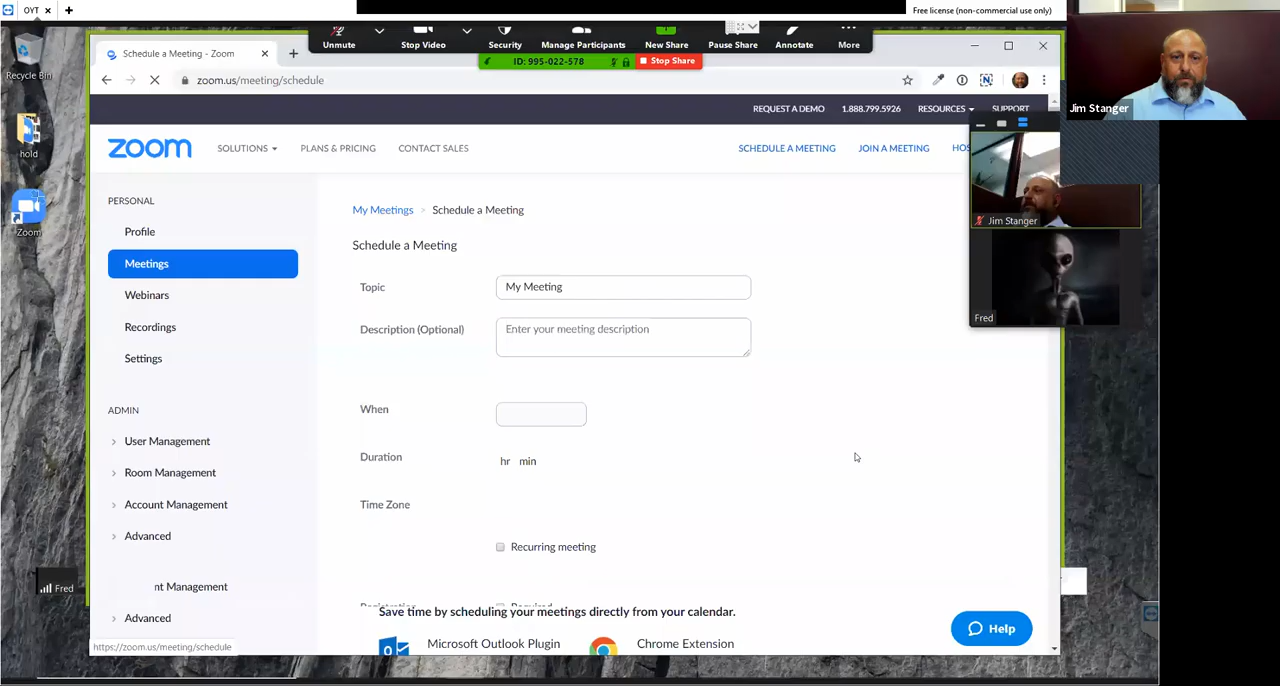 OYT
Free license (non-commercial use only)
Recycle Bin
hold
Zoom
Fred
Schedule a Meeting - Zoom
Unmute
Stop Video
Security
Manage Participants
New Share
Pause Share
Annotate
More
ID: 995-022-578
Stop Share
zoom.us/meeting/schedule
Jim Stanger
REQUEST A DEMO
1.888.799.5926
RESOURCES
SUPPORT
zoom
SOLUTIONS
PLANS & PRICING
CONTACT SALES
SCHEDULE A MEETING
JOIN A MEETING
HOS
Jim Stanger
Fred
PERSONAL
Profile
Meetings
Webinars
Recordings
Settings
ADMIN
User Management
Room Management
Account Management
Advanced
nt Management
Advanced
My Meetings > Schedule a Meeting
Schedule a Meeting
Topic
My Meeting
Description (Optional)
Enter your meeting description
When
Duration
hr min
Time Zone
Recurring meeting
Registration
Required
Save time by scheduling your meetings directly from your calendar.
Microsoft Outlook Plugin
Chrome Extension
Help
https://zoom.us/meeting/schedule